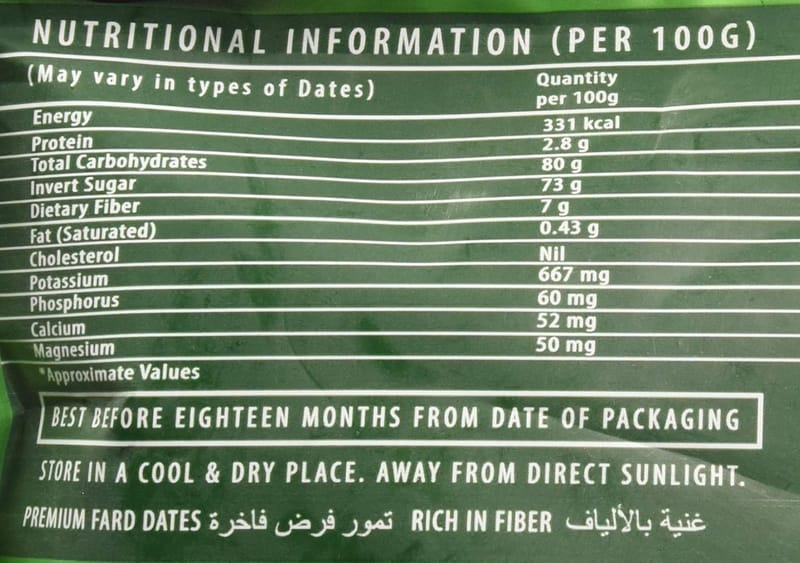 NUTRITIONAL INFORMATION (PER 100G)
(May vary in types of Dates) Quantity per 100g
Energy 331 kcal
Protein 2.8 g
Total Carbohydrates 80 g
Invert Sugar 73 g
Dietary Fiber 7 g
Fat (Saturated) 0.43 g
Cholesterol Nil
Potassium 667 mg
Phosphorus 60 mg
Calcium 52 mg
Magnesium 50 mg
*Approximate Values
BEST BEFORE EIGHTEEN MONTHS FROM DATE OF PACKAGING
STORE IN A COOL & DRY PLACE. AWAY FROM DIRECT SUNLIGHT.
PREMIUM FARD DATES تمور فرض فاخرة RICH IN FIBER غنية بالألياف